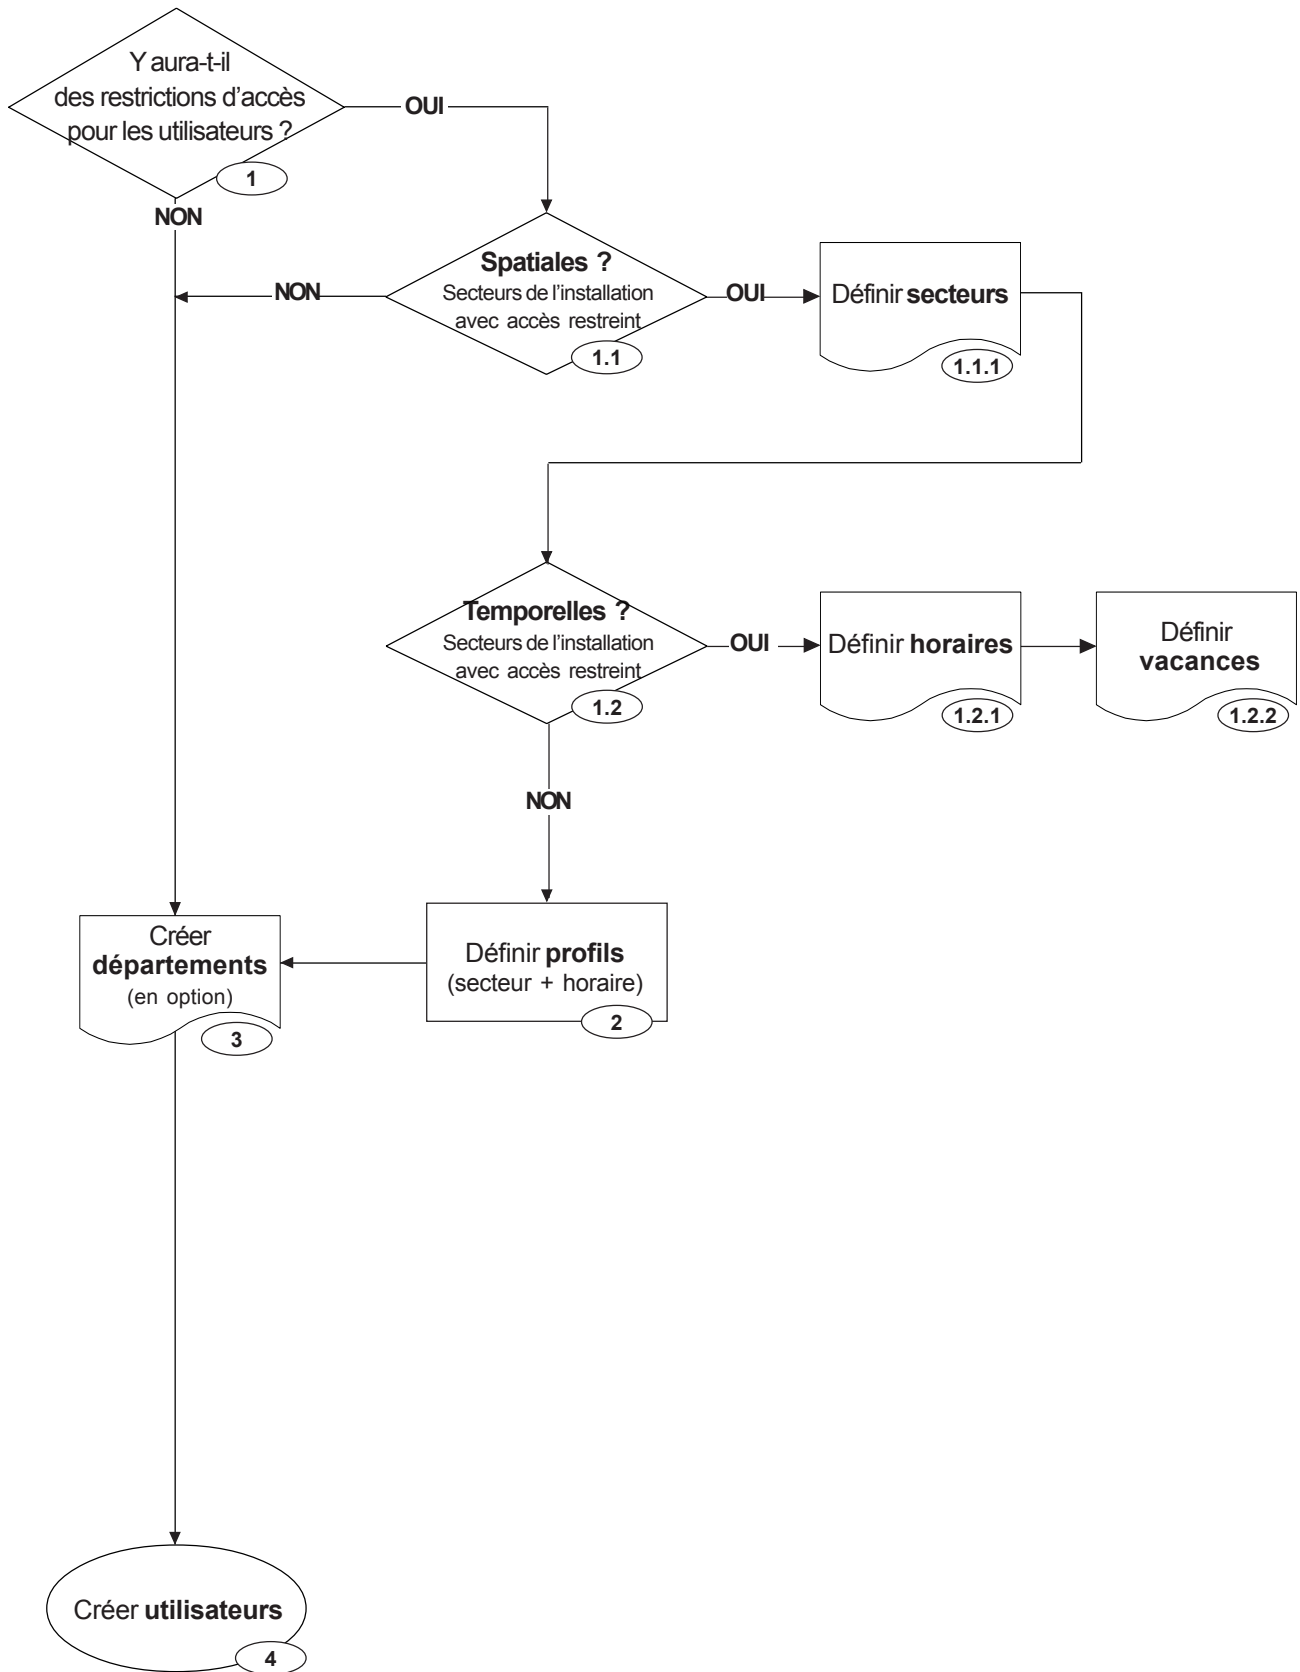 Y aura-t-il
des restrictions d’accès
pour les utilisateurs ?
1
OUI
NON
Spatiales ?
Secteurs de l’installation
avec accès restreint
1.1
NON
OUI
Définir secteurs
1.1.1
Temporelles ?
Secteurs de l’installation
avec accès restreint
1.2
OUI
Définir horaires
1.2.1
Définir
vacances
1.2.2
NON
Créer
départements
(en option)
3
Définir profils
(secteur + horaire)
2
Créer utilisateurs
4